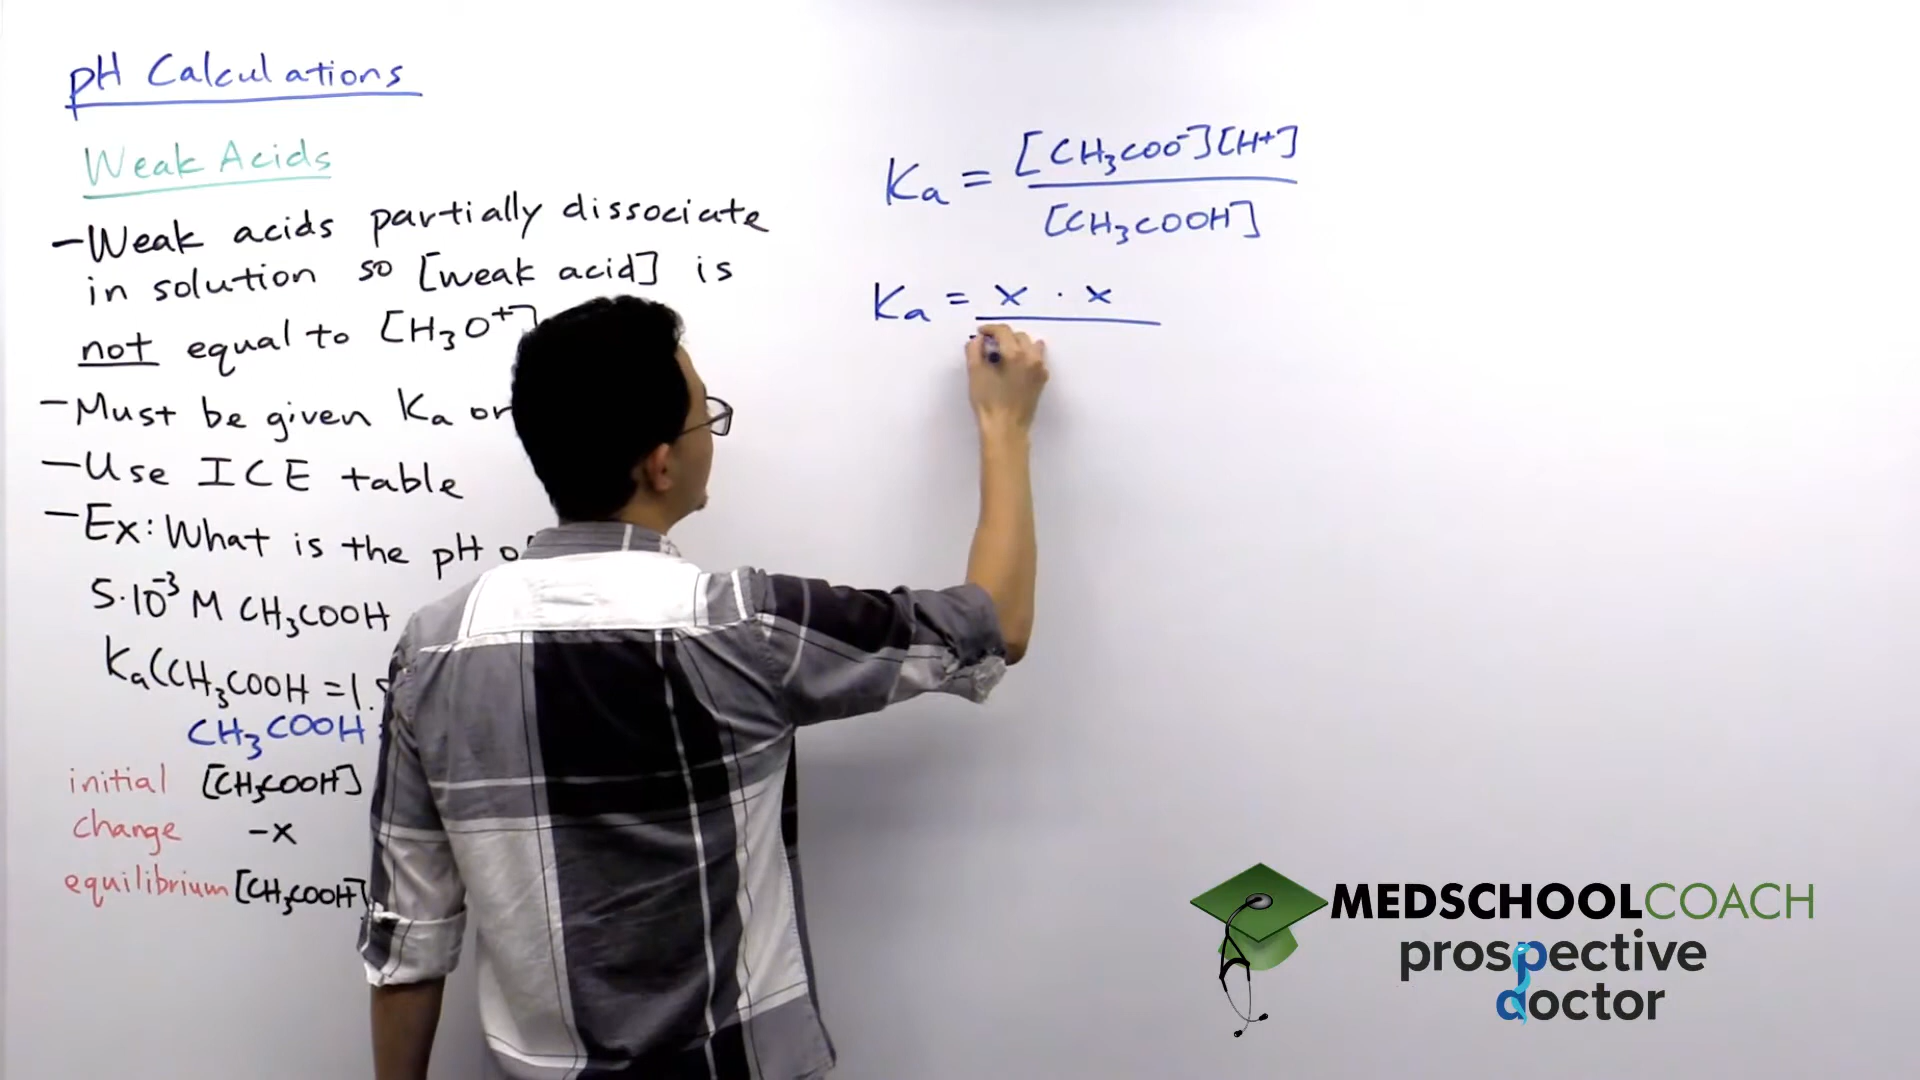 pH Calculations
Weak Acids
- Weak acids partially dissociate
in solution so [weak acid] is
not equal to [H₃O⁺]
- Must be given Ka or
- Use ICE table
- Ex: What is the pH
5·10⁻³ M CH₃COOH
Ka(CH₃COOH = 1.
CH₃COOH
initial [CH₃COOH]
change -x
equilibrium [CH₃COOH]
Ka = [CH₃COO⁻][H⁺]
[CH₃COOH]
Ka = x · x
MEDSCHOOLCOACH
prospective
doctor